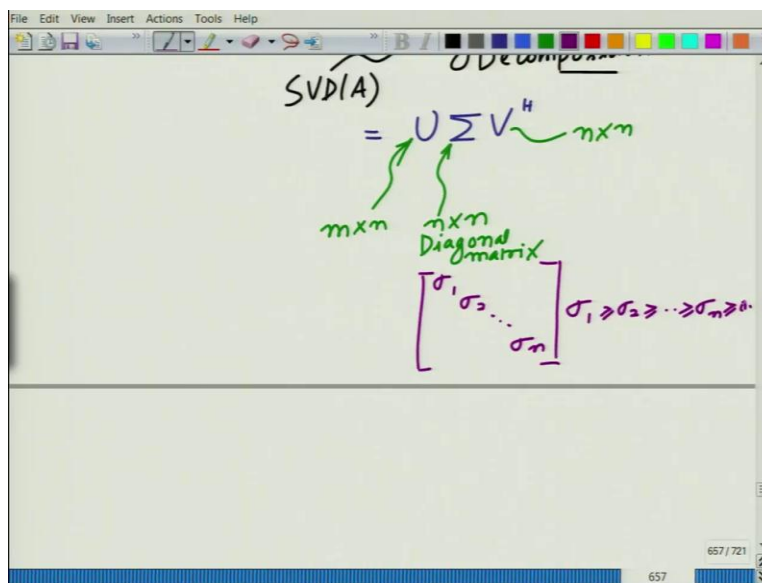 File Edit View Insert Actions Tools Help
B I
SVD(A)
= U Σ V^H n×n
m×n n×n
Diagonal
matrix
σ1
σ2 σ1 ≥ σ2 ≥ ... ≥ σn ≥
...
σn
657/721
657